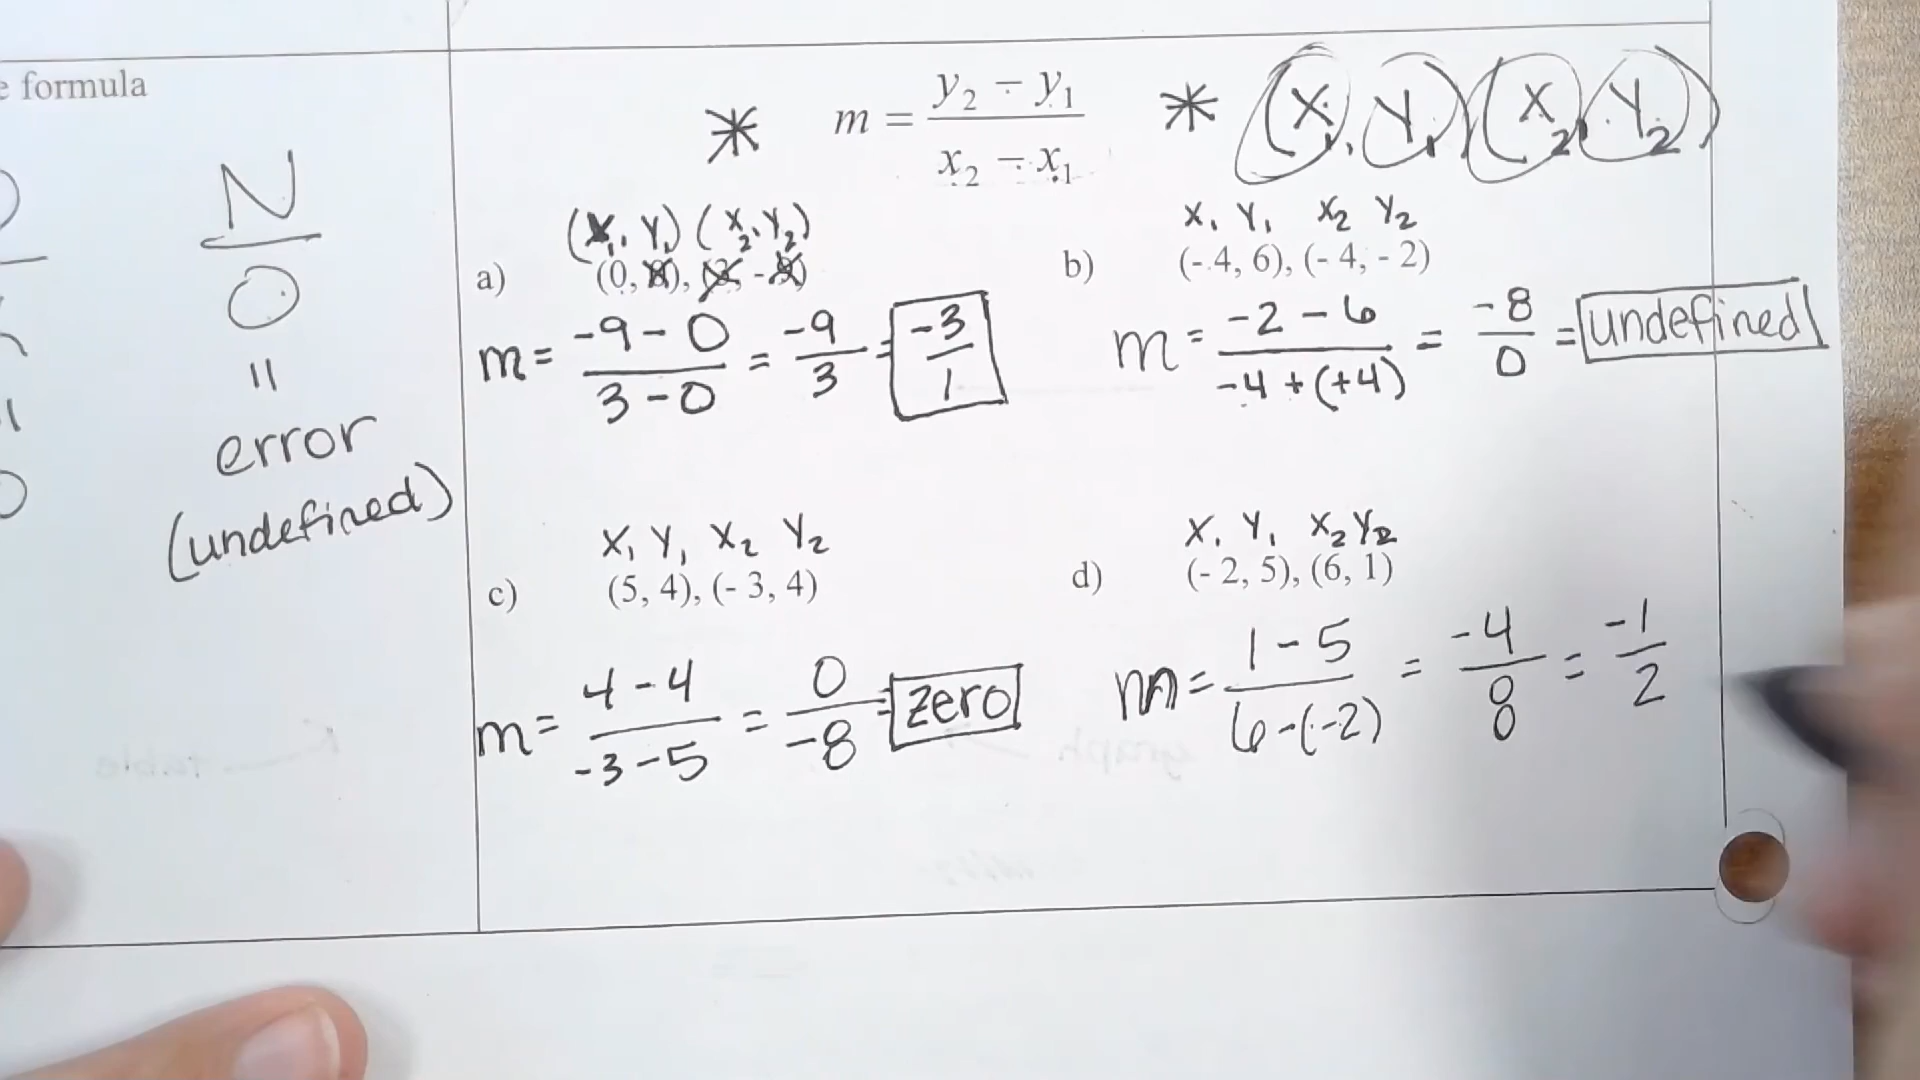 e formula
m = y₂ - y₁ / x₂ - x₁
* * (X₁, Y₁) (X₂, Y₂)
N/0
=
error
(undefined)
a) (X₁, Y₁) (X₂, Y₂)
(0, 0), (3, -9)
m = -9 - 0 / 3 - 0 = -9/3 = -3/1
b) X₁ Y₁ X₂ Y₂
(- 4, 6), (- 4, - 2)
m = -2 - 6 / -4 + (+4) = -8/0 = undefined
c) X₁ Y₁ X₂ Y₂
(5, 4), (- 3, 4)
m = 4 - 4 / -3 - 5 = 0/-8 = zero
d) X₁ Y₁ X₂ Y₂
(- 2, 5), (6, 1)
m = 1 - 5 / 6 - (-2) = -4/8 = -1/2